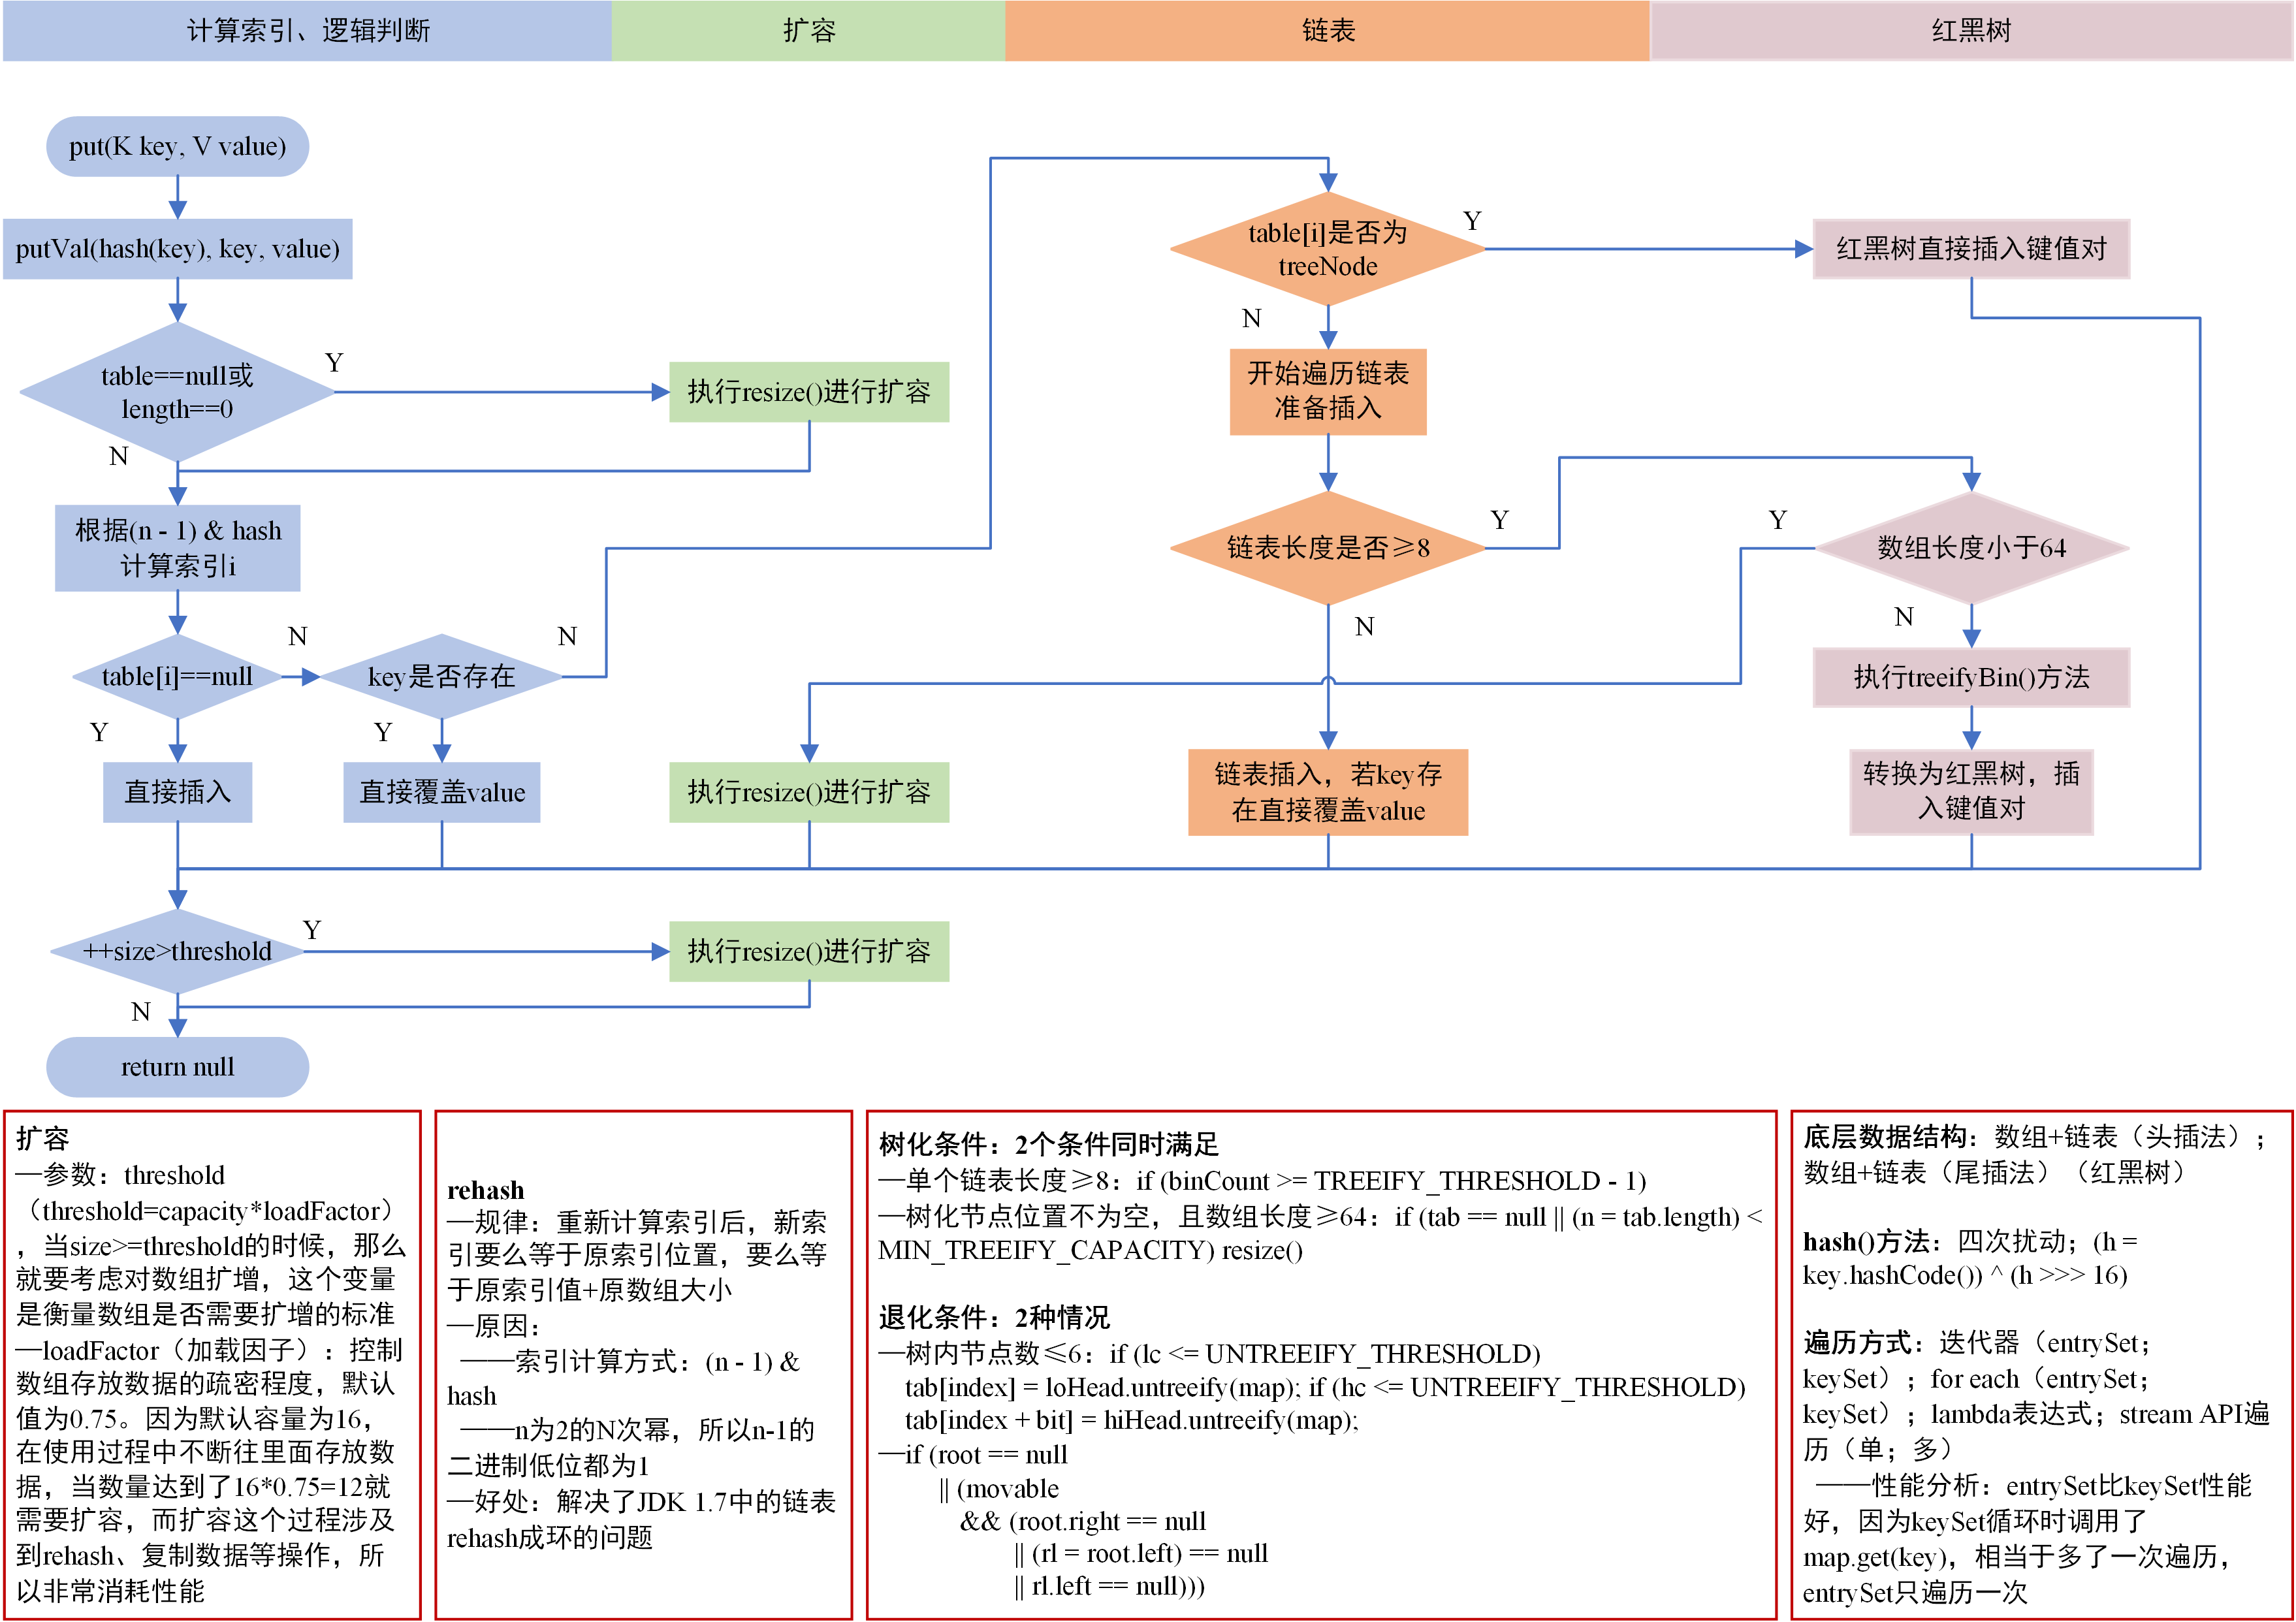 计算索引、逻辑判断
扩容
链表
红黑树
put(K key, V value)
putVal(hash(key), key, value)
table==null或
length==0
Y
N
执行resize()进行扩容
根据(n - 1) & hash
计算索引i
table[i]==null
N
Y
key是否存在
N
Y
直接插入
直接覆盖value
table[i]是否为
treeNode
Y
N
红黑树直接插入键值对
开始遍历链表
准备插入
链表长度是否≥8
Y
N
数组长度小于64
Y
N
执行treeifyBin()方法
执行resize()进行扩容
链表插入，若key存
在直接覆盖value
转换为红黑树，插
入键值对
++size>threshold
Y
N
执行resize()进行扩容
return null
扩容
—参数：threshold
（threshold=capacity*loadFactor）
，当size>=threshold的时候，那么
就要考虑对数组扩增，这个变量
是衡量数组是否需要扩增的标准
—loadFactor（加载因子）：控制
数组存放数据的疏密程度，默认
值为0.75。因为默认容量为16，
在使用过程中不断往里面存放数
据，当数量达到了16*0.75=12就
需要扩容，而扩容这个过程涉及
到rehash、复制数据等操作，所
以非常消耗性能
rehash
—规律：重新计算索引后，新索
引要么等于原索引位置，要么等
于原索引值+原数组大小
—原因：
——索引计算方式：(n - 1) &
hash
——n为2的N次幂，所以n-1的
二进制低位都为1
—好处：解决了JDK 1.7中的链表
rehash成环的问题
树化条件：2个条件同时满足
—单个链表长度≥8：if (binCount >= TREEIFY_THRESHOLD - 1)
—树化节点位置不为空，且数组长度≥64：if (tab == null || (n = tab.length) <
MIN_TREEIFY_CAPACITY) resize()
退化条件：2种情况
—树内节点数≤6：if (lc <= UNTREEIFY_THRESHOLD)
tab[index] = loHead.untreeify(map); if (hc <= UNTREEIFY_THRESHOLD)
tab[index + bit] = hiHead.untreeify(map);
—if (root == null
|| (movable
&& (root.right == null
|| (rl = root.left) == null
|| rl.left == null)))
底层数据结构：数组+链表（头插法）；
数组+链表（尾插法）（红黑树）
hash()方法：四次扰动；(h =
key.hashCode()) ^ (h >>> 16)
遍历方式：迭代器（entrySet；
keySet）；for each（entrySet；
keySet）；lambda表达式；stream API遍
历（单；多）
——性能分析：entrySet比keySet性能
好，因为keySet循环时调用了
map.get(key)，相当于多了一次遍历，
entrySet只遍历一次